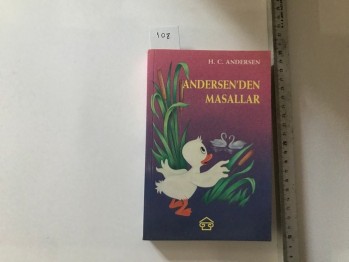 108
H. C. ANDERSEN
ANDERSEN'DEN
MASALLAR